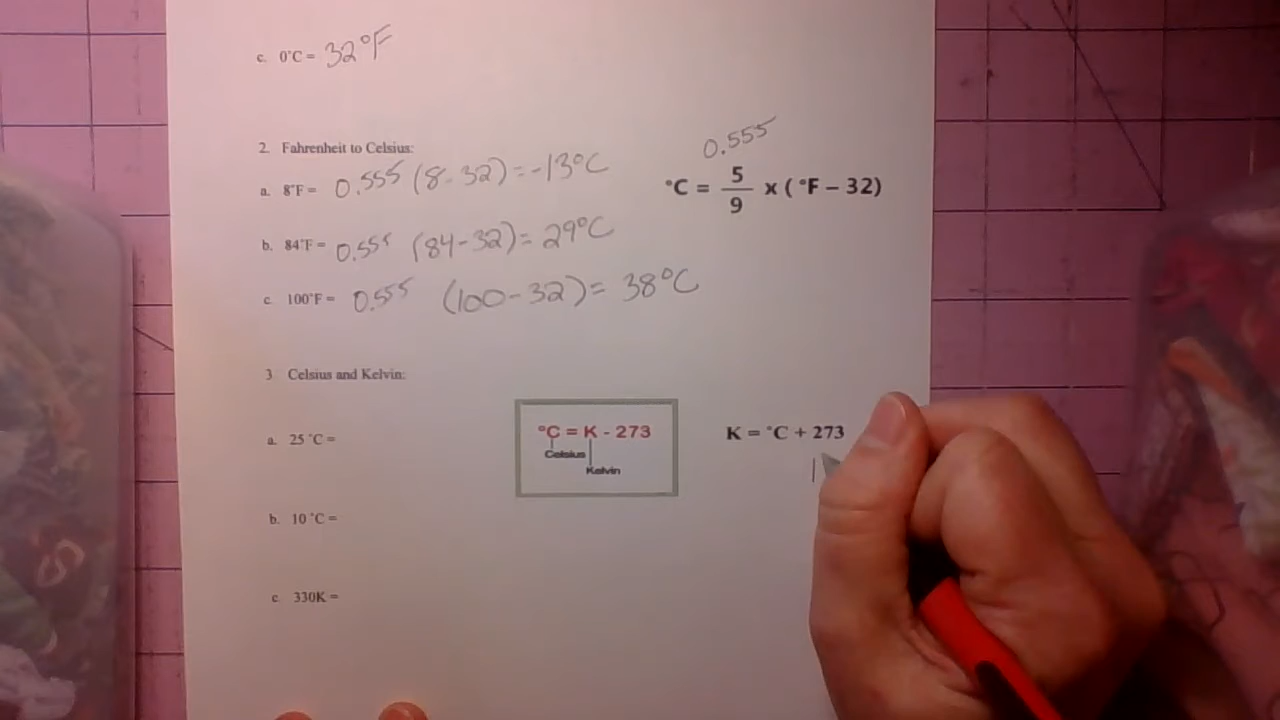 c. 0°C = 32°F
2. Fahrenheit to Celsius:
0.555
a. 8°F = 0.555 (8-32) = -13°C
°C = 5/9 x ( °F – 32)
b. 84°F = 0.555 (84-32) = 29°C
c. 100°F = 0.555 (100-32) = 38°C
3 Celsius and Kelvin:
a. 25 °C =
°C = K - 273
Celsius
Kelvin
K = °C + 273
b. 10 °C =
c. 330K =